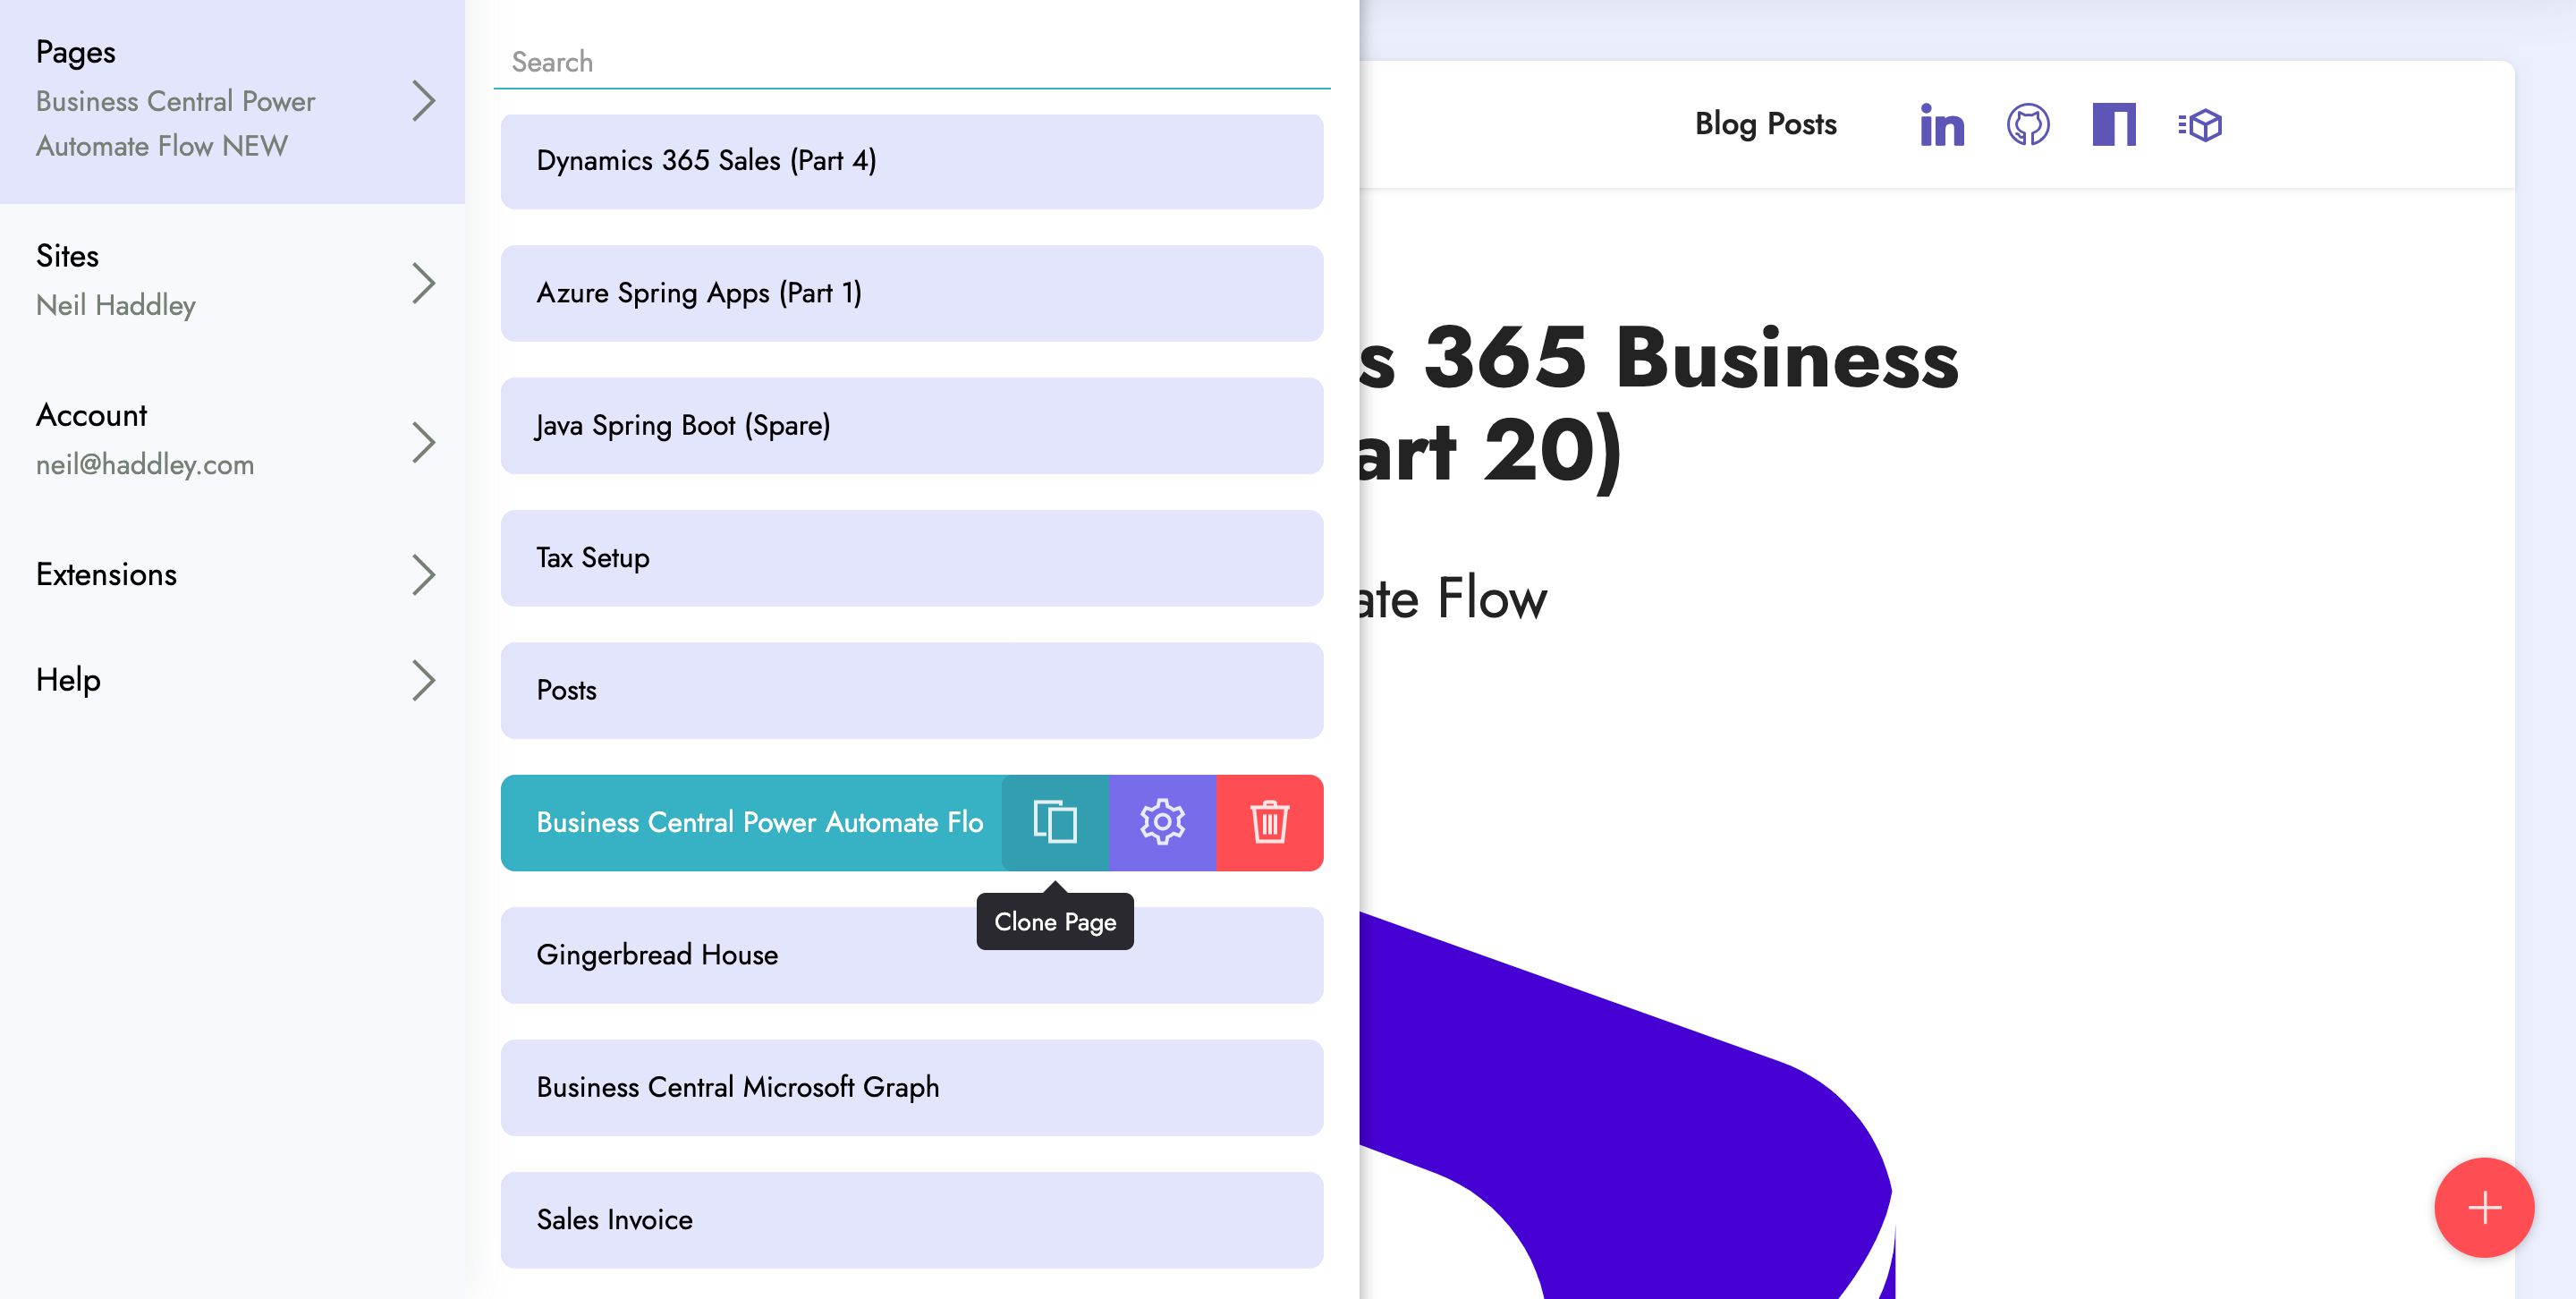 Pages
Business Central Power
Automate Flow NEW
Sites
Neil Haddley
Account
neil@haddley.com
Extensions
Help
Search
Dynamics 365 Sales (Part 4)
Azure Spring Apps (Part 1)
Java Spring Boot (Spare)
Tax Setup
Posts
Business Central Power Automate Flo
Clone Page
Gingerbread House
Business Central Microsoft Graph
Sales Invoice
Blog Posts
in
s 365 Business
art 20)
ate Flow